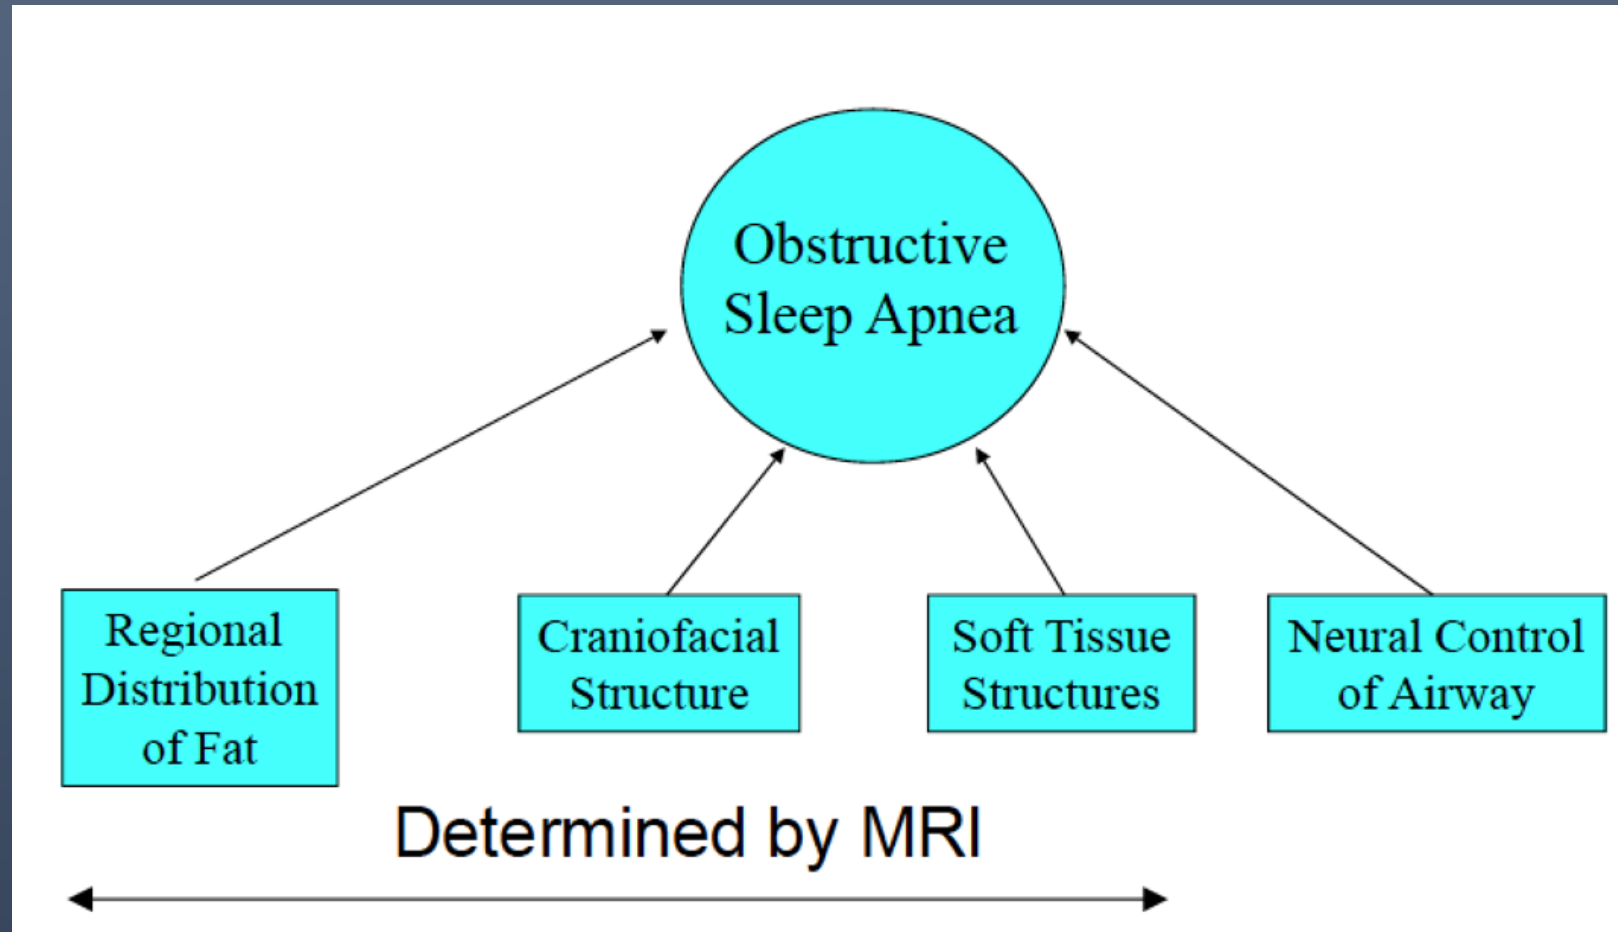 Obstructive
Sleep Apnea
Regional
Distribution
of Fat
Craniofacial
Structure
Soft Tissue
Structures
Neural Control
of Airway
Determined by MRI